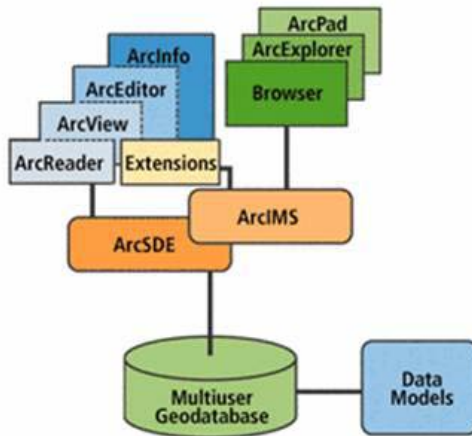 ArcPad
ArcInfo
ArcExplorer
ArcEditor
Browser
ArcView
ArcReader
Extensions
ArcIMS
ArcSDE
Multiuser
Geodatabase
Data
Models